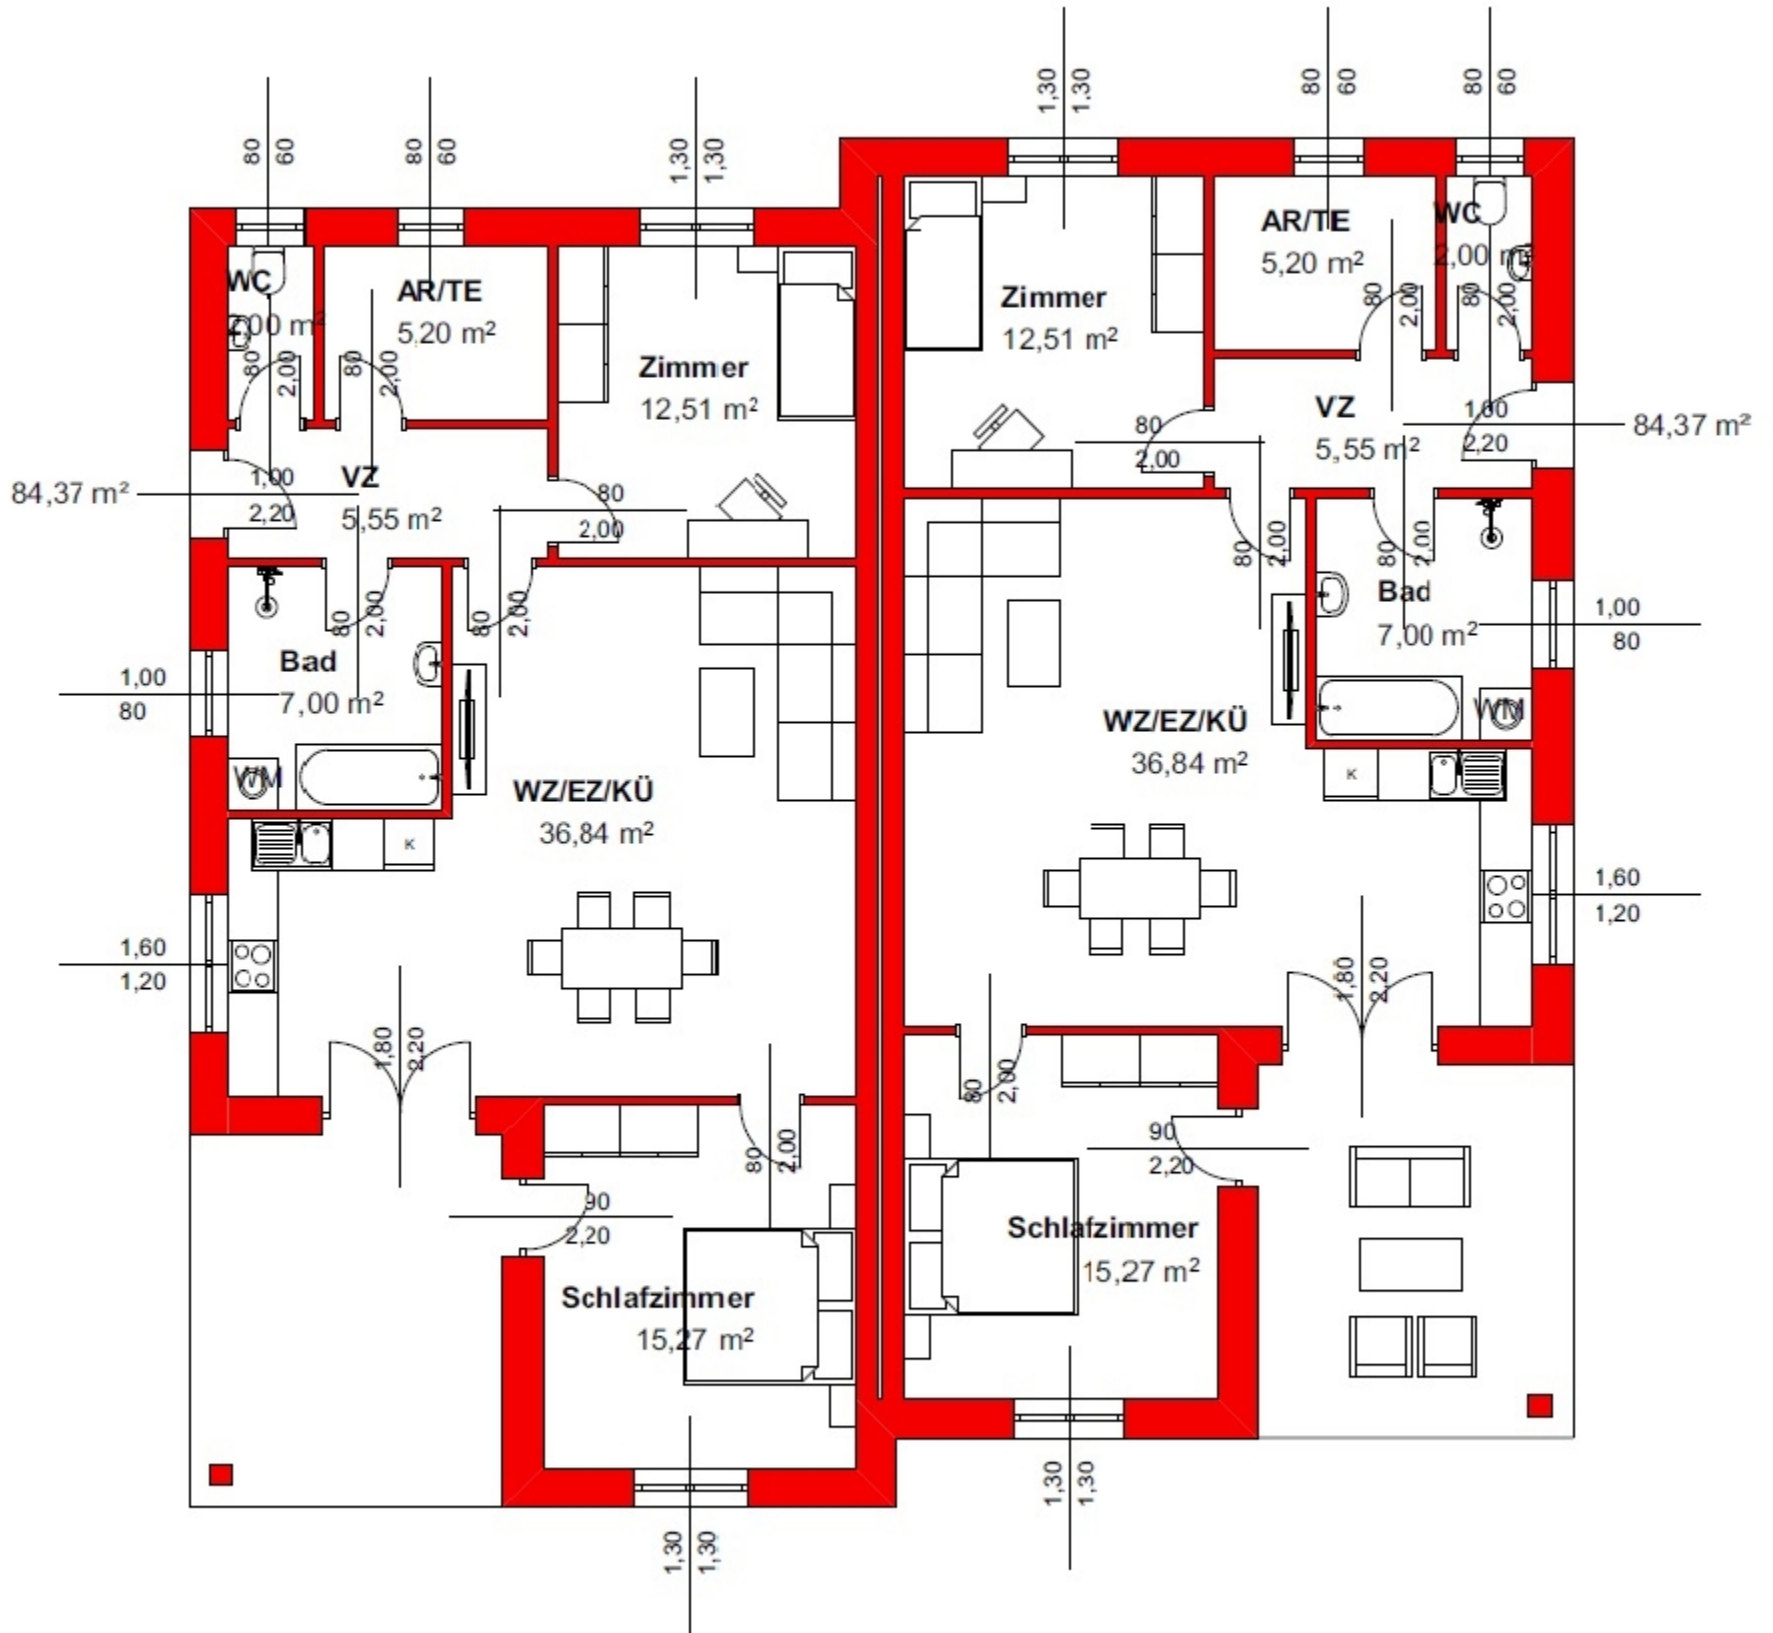 1,30
1,30
80
60
80
60
80
60
80
60
1,30
1,30
AR/TE
5,20 m²
WC
2,00 m²
WC
2,00 m²
AR/TE
5,20 m²
Zimmer
12,51 m²
80
2,00
80
2,00
Zimmer
12,51 m²
80
2,00
80
2,00
VZ
5,55 m²
80
2,00
1,00
2,20
84,37 m²
84,37 m²
1,00
2,20
VZ
5,55 m²
80
2,00
80
2,00
80
2,00
80
2,00
80
2,00
Bad
7,00 m²
1,00
80
1,00
80
Bad
7,00 m²
WM
WZ/EZ/KÜ
36,84 m²
WM
WZ/EZ/KÜ
36,84 m²
K
K
1,60
1,20
1,60
1,20
1,80
2,20
1,80
2,20
80
2,00
80
2,00
90
2,20
90
2,20
Schlafzimmer
15,27 m²
Schlafzimmer
15,27 m²
1,30
1,30
1,30
1,30